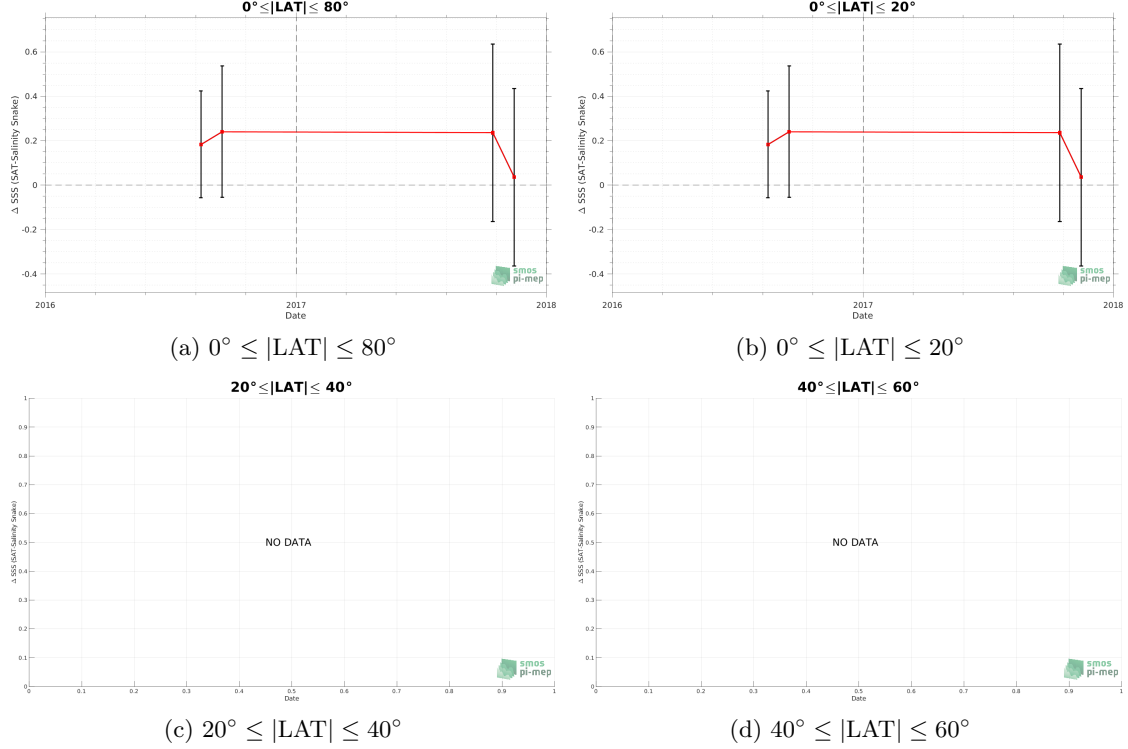 0°≤|LAT|≤ 80°
0.6
0.4
0.2
0
-0.2
-0.4
Δ SSS (SAT-Salinity Snake)
2016
2017
2018
Date
smos
pi-mep
(a) 0° ≤ |LAT| ≤ 80°
0°≤|LAT|≤ 20°
0.6
0.4
0.2
0
-0.2
-0.4
Δ SSS (SAT-Salinity Snake)
2016
2017
2018
Date
smos
pi-mep
(b) 0° ≤ |LAT| ≤ 20°
20°≤|LAT|≤ 40°
1
0.9
0.8
0.7
0.6
0.5
0.4
0.3
0.2
0.1
0
Δ SSS (SAT-Salinity Snake)
NO DATA
0 0.1 0.2 0.3 0.4 0.5 0.6 0.7 0.8 0.9 1
Date
smos
pi-mep
(c) 20° ≤ |LAT| ≤ 40°
40°≤|LAT|≤ 60°
1
0.9
0.8
0.7
0.6
0.5
0.4
0.3
0.2
0.1
0
Δ SSS (SAT-Salinity Snake)
NO DATA
0 0.1 0.2 0.3 0.4 0.5 0.6 0.7 0.8 0.9 1
Date
smos
pi-mep
(d) 40° ≤ |LAT| ≤ 60°